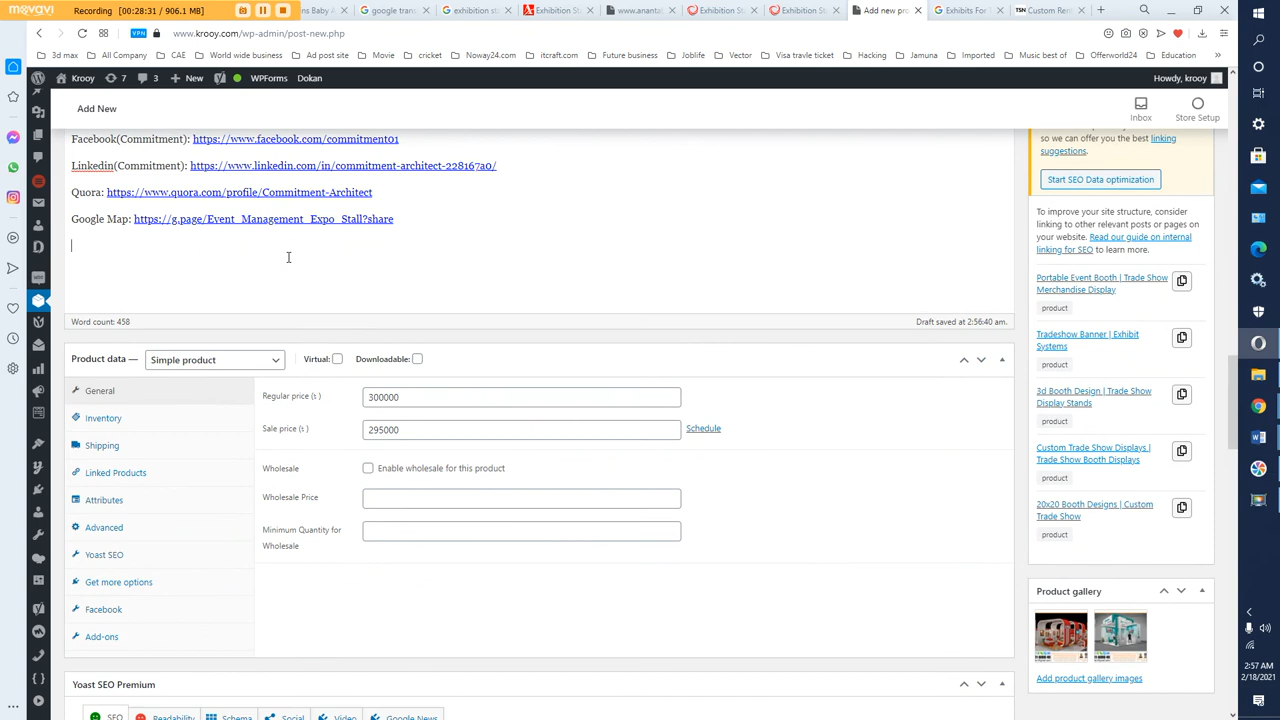 movavi
Recording 00:28:31 / 906.1 MB
ns Baby A
google trans
exhibition st
Exhibition St
www.anantax
Exhibition St
Exhibition St
Add new pro
Exhibits For
TSN Custom Ren
VPN www.krooy.com/wp-admin/post-new.php
3d max All Company CAE World wide business Ad post site Movie cricket Noway24.com itcraft.com Future business Joblife Vector Visa travle ticket Hacking Jamuna Imported Music best of Offerworld24 Education
Krooy 7 3 New WPForms Dokan Howdy, krooy
Add New Inbox Store Setup
Facebook(Commitment): https://www.facebook.com/commitment01
Linkedin(Commitment): https://www.linkedin.com/in/commitment-architect-228167a0/
Quora: https://www.quora.com/profile/Commitment-Architect
Google Map: https://g.page/Event_Management_Expo_Stall?share
Word count: 458 Draft saved at 2:56:40 am.
Product data — Simple product Virtual: Downloadable:
General
Inventory
Shipping
Linked Products
Attributes
Advanced
Yoast SEO
Get more options
Facebook
Add-ons
Regular price (৳ ) 300000
Sale price (৳ ) 295000 Schedule
Wholesale Enable wholesale for this product
Wholesale Price
Minimum Quantity for
Wholesale
Yoast SEO Premium
SEO Readability Schema Social Video Google News
so we can offer you the best linking
suggestions.
Start SEO Data optimization
To improve your site structure, consider
linking to other relevant posts or pages on
your website. Read our guide on internal
linking for SEO to learn more.
Portable Event Booth | Trade Show
Merchandise Display
product
Tradeshow Banner | Exhibit
Systems
product
3d Booth Design | Trade Show
Display Stands
product
Custom Trade Show Displays |
Trade Show Booth Displays
product
20x20 Booth Designs | Custom
Trade Show
product
Product gallery
Add product gallery images
2:57 AM
2/18/2021